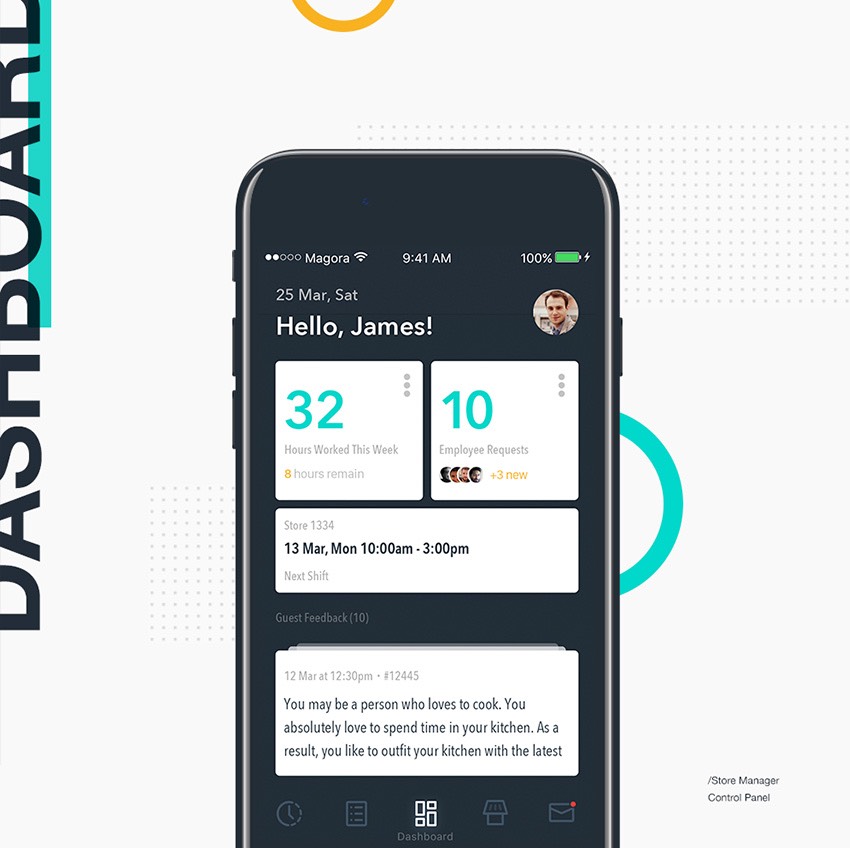 DASHBOARD
Magora
9:41 AM
100%
25 Mar, Sat
Hello, James!
32
Hours Worked This Week
8 hours remain
10
Employee Requests
+3 new
Store 1334
13 Mar, Mon 10:00am - 3:00pm
Next Shift
Guest Feedback (10)
12 Mar at 12:30pm • #12445
You may be a person who loves to cook. You
absolutely love to spend time in your kitchen. As a
result, you like to outfit your kitchen with the latest
Dashboard
/Store Manager
Control Panel